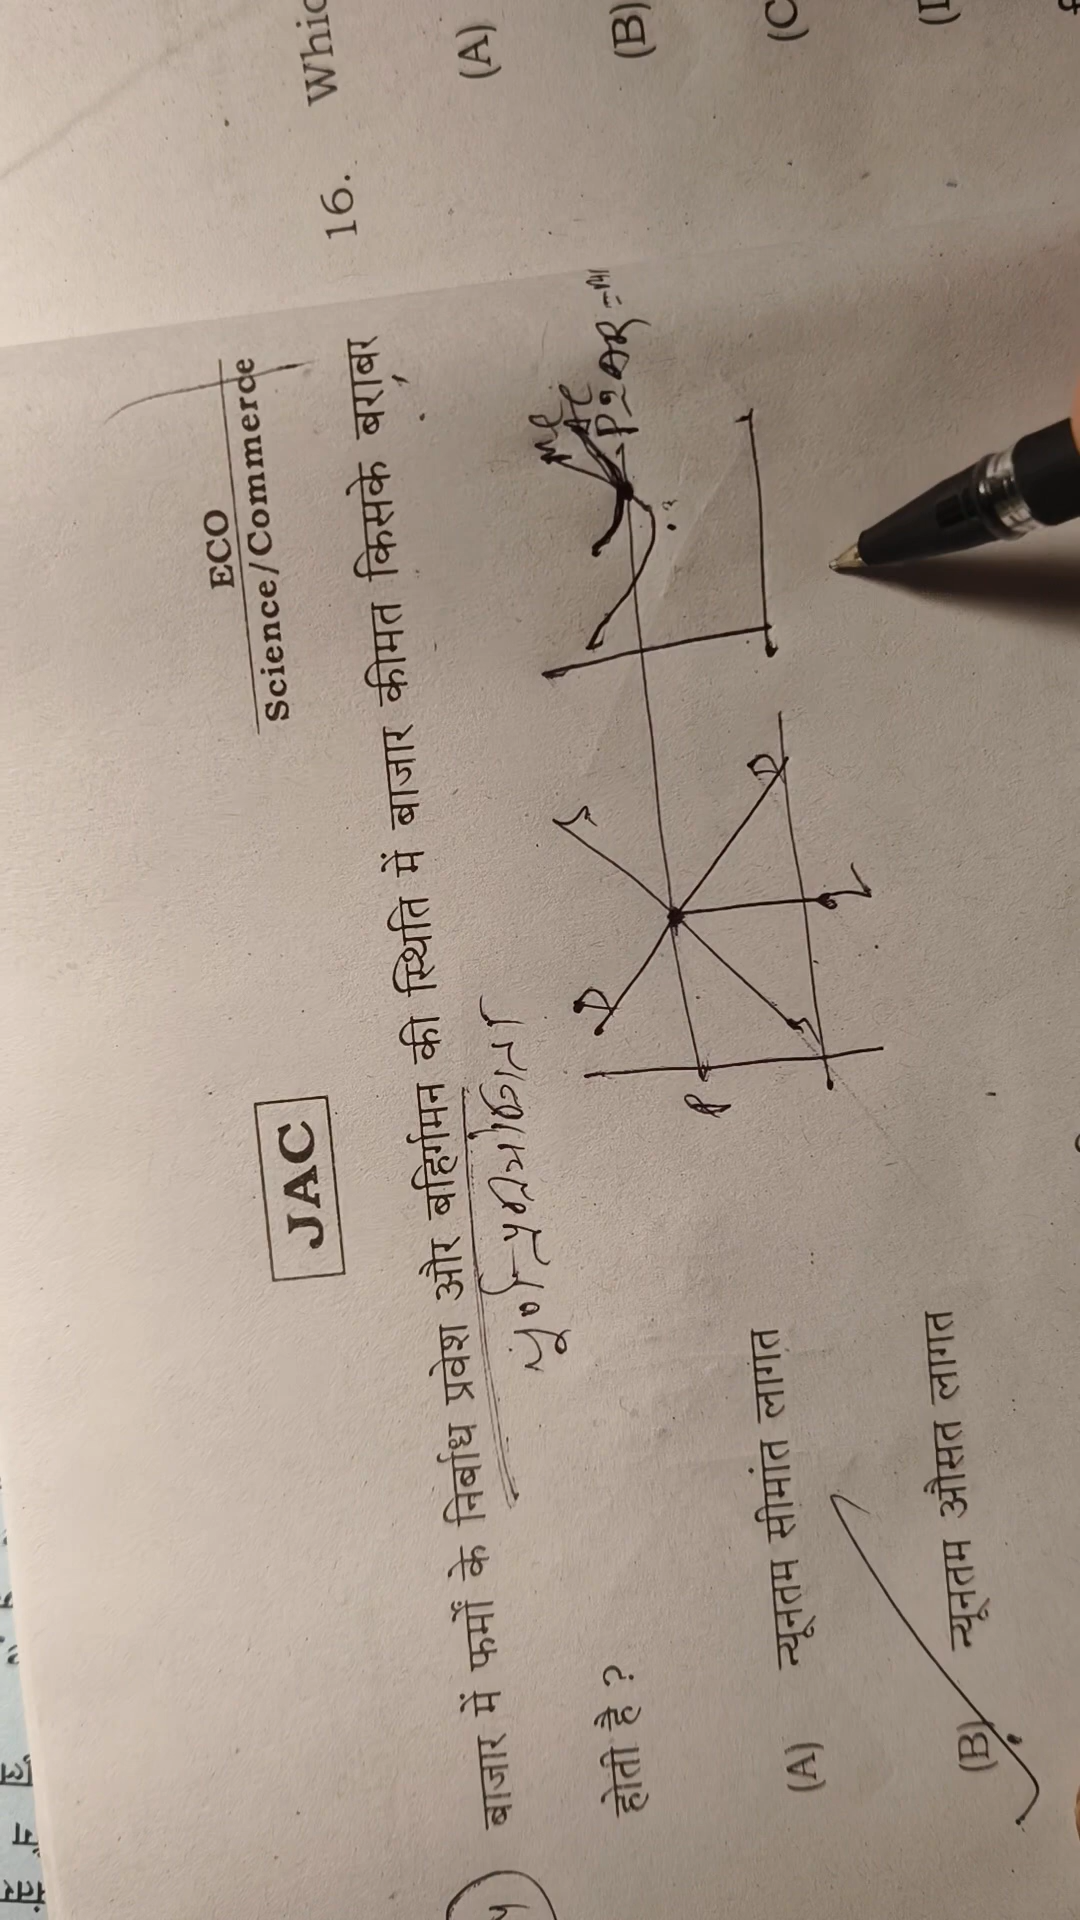 JAC
ECO
Science/Commerce
बाजार में फर्मों के निर्बाध प्रवेश और बहिर्गमन की स्थिति में बाजार कीमत किसके बराबर
पूर्ण प्रतियोगिता
होती है ?
D
S
P
S
D
MC
AC
P = AR =
(A) न्यूनतम सीमांत लागत
(B) न्यूनतम औसत लागत
16. Whic
(A)
(B)
(C